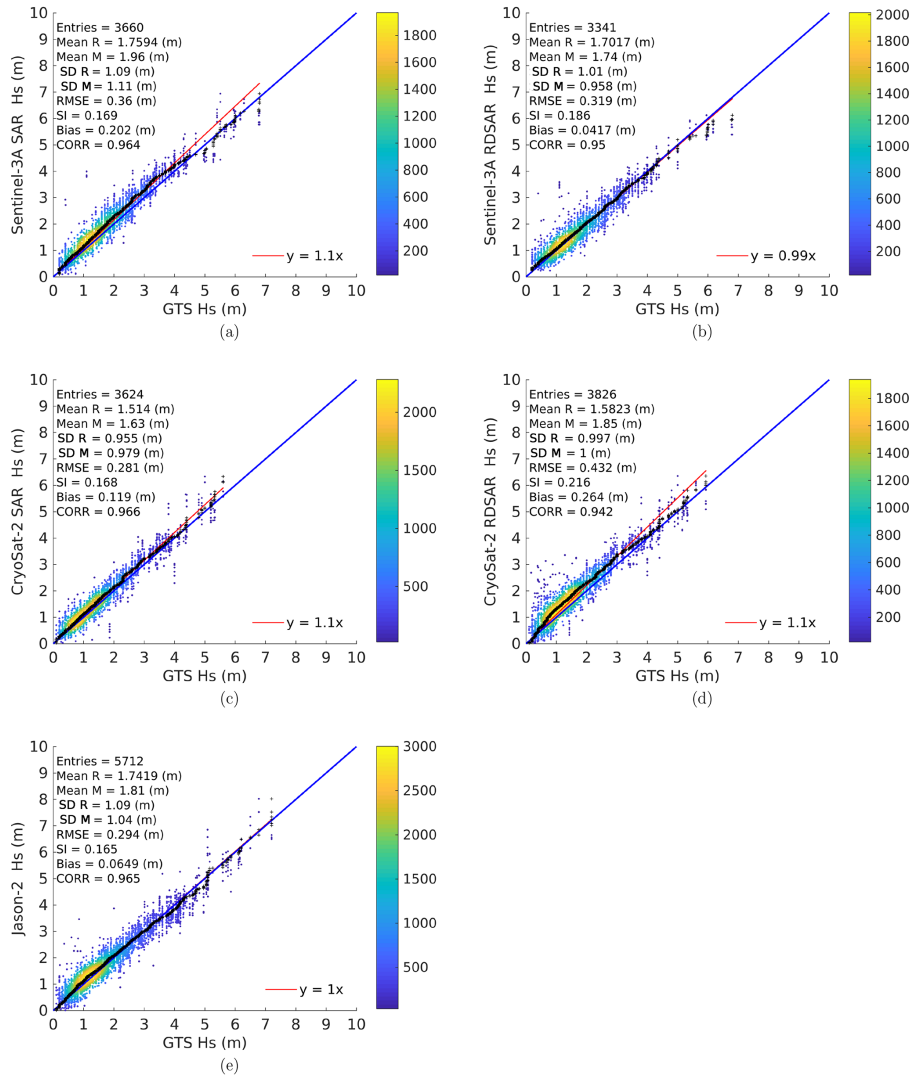 Entries = 3660
Mean R = 1.7594 (m)
Mean M = 1.96 (m)
SD R = 1.09 (m)
SD M = 1.11 (m)
RMSE = 0.36 (m)
SI = 0.169
Bias = 0.202 (m)
CORR = 0.964
y = 1.1x
Sentinel-3A SAR Hs (m)
10
9
8
7
6
5
4
3
2
1
0
0 1 2 3 4 5 6 7 8 9 10
GTS Hs (m)
1800
1600
1400
1200
1000
800
600
400
200
(a)
Entries = 3341
Mean R = 1.7017 (m)
Mean M = 1.74 (m)
SD R = 1.01 (m)
SD M = 0.958 (m)
RMSE = 0.319 (m)
SI = 0.186
Bias = 0.0417 (m)
CORR = 0.95
y = 0.99x
Sentinel-3A RDSAR Hs (m)
10
9
8
7
6
5
4
3
2
1
0
0 1 2 3 4 5 6 7 8 9 10
GTS Hs (m)
2000
1800
1600
1400
1200
1000
800
600
400
200
(b)
Entries = 3624
Mean R = 1.514 (m)
Mean M = 1.63 (m)
SD R = 0.955 (m)
SD M = 0.979 (m)
RMSE = 0.281 (m)
SI = 0.168
Bias = 0.119 (m)
CORR = 0.966
y = 1.1x
CryoSat-2 SAR Hs (m)
10
9
8
7
6
5
4
3
2
1
0
0 1 2 3 4 5 6 7 8 9 10
GTS Hs (m)
2000
1500
1000
500
(c)
Entries = 3826
Mean R = 1.5823 (m)
Mean M = 1.85 (m)
SD R = 0.997 (m)
SD M = 1 (m)
RMSE = 0.432 (m)
SI = 0.216
Bias = 0.264 (m)
CORR = 0.942
y = 1.1x
CryoSat-2 RDSAR Hs (m)
10
9
8
7
6
5
4
3
2
1
0
0 1 2 3 4 5 6 7 8 9 10
GTS Hs (m)
1800
1600
1400
1200
1000
800
600
400
200
(d)
Entries = 5712
Mean R = 1.7419 (m)
Mean M = 1.81 (m)
SD R = 1.09 (m)
SD M = 1.04 (m)
RMSE = 0.294 (m)
SI = 0.165
Bias = 0.0649 (m)
CORR = 0.965
y = 1x
Jason-2 Hs (m)
10
9
8
7
6
5
4
3
2
1
0
0 1 2 3 4 5 6 7 8 9 10
GTS Hs (m)
3000
2500
2000
1500
1000
500
(e)